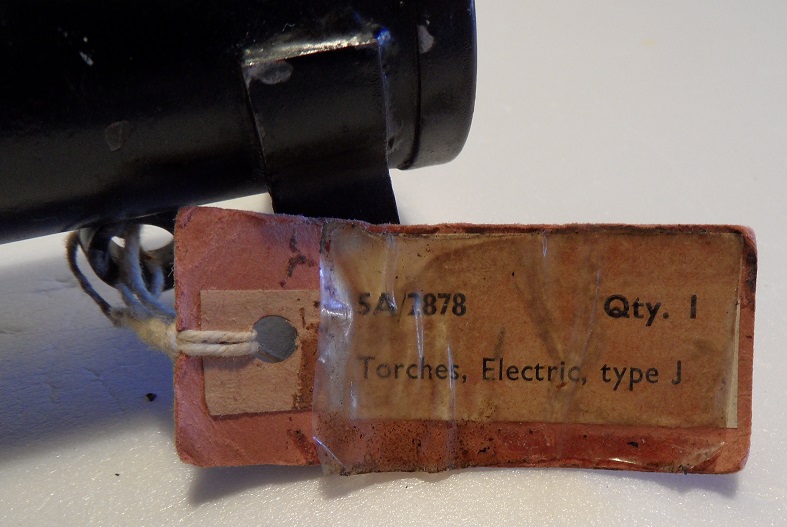 5A/2878 Qty. 1
Torches, Electric, type J